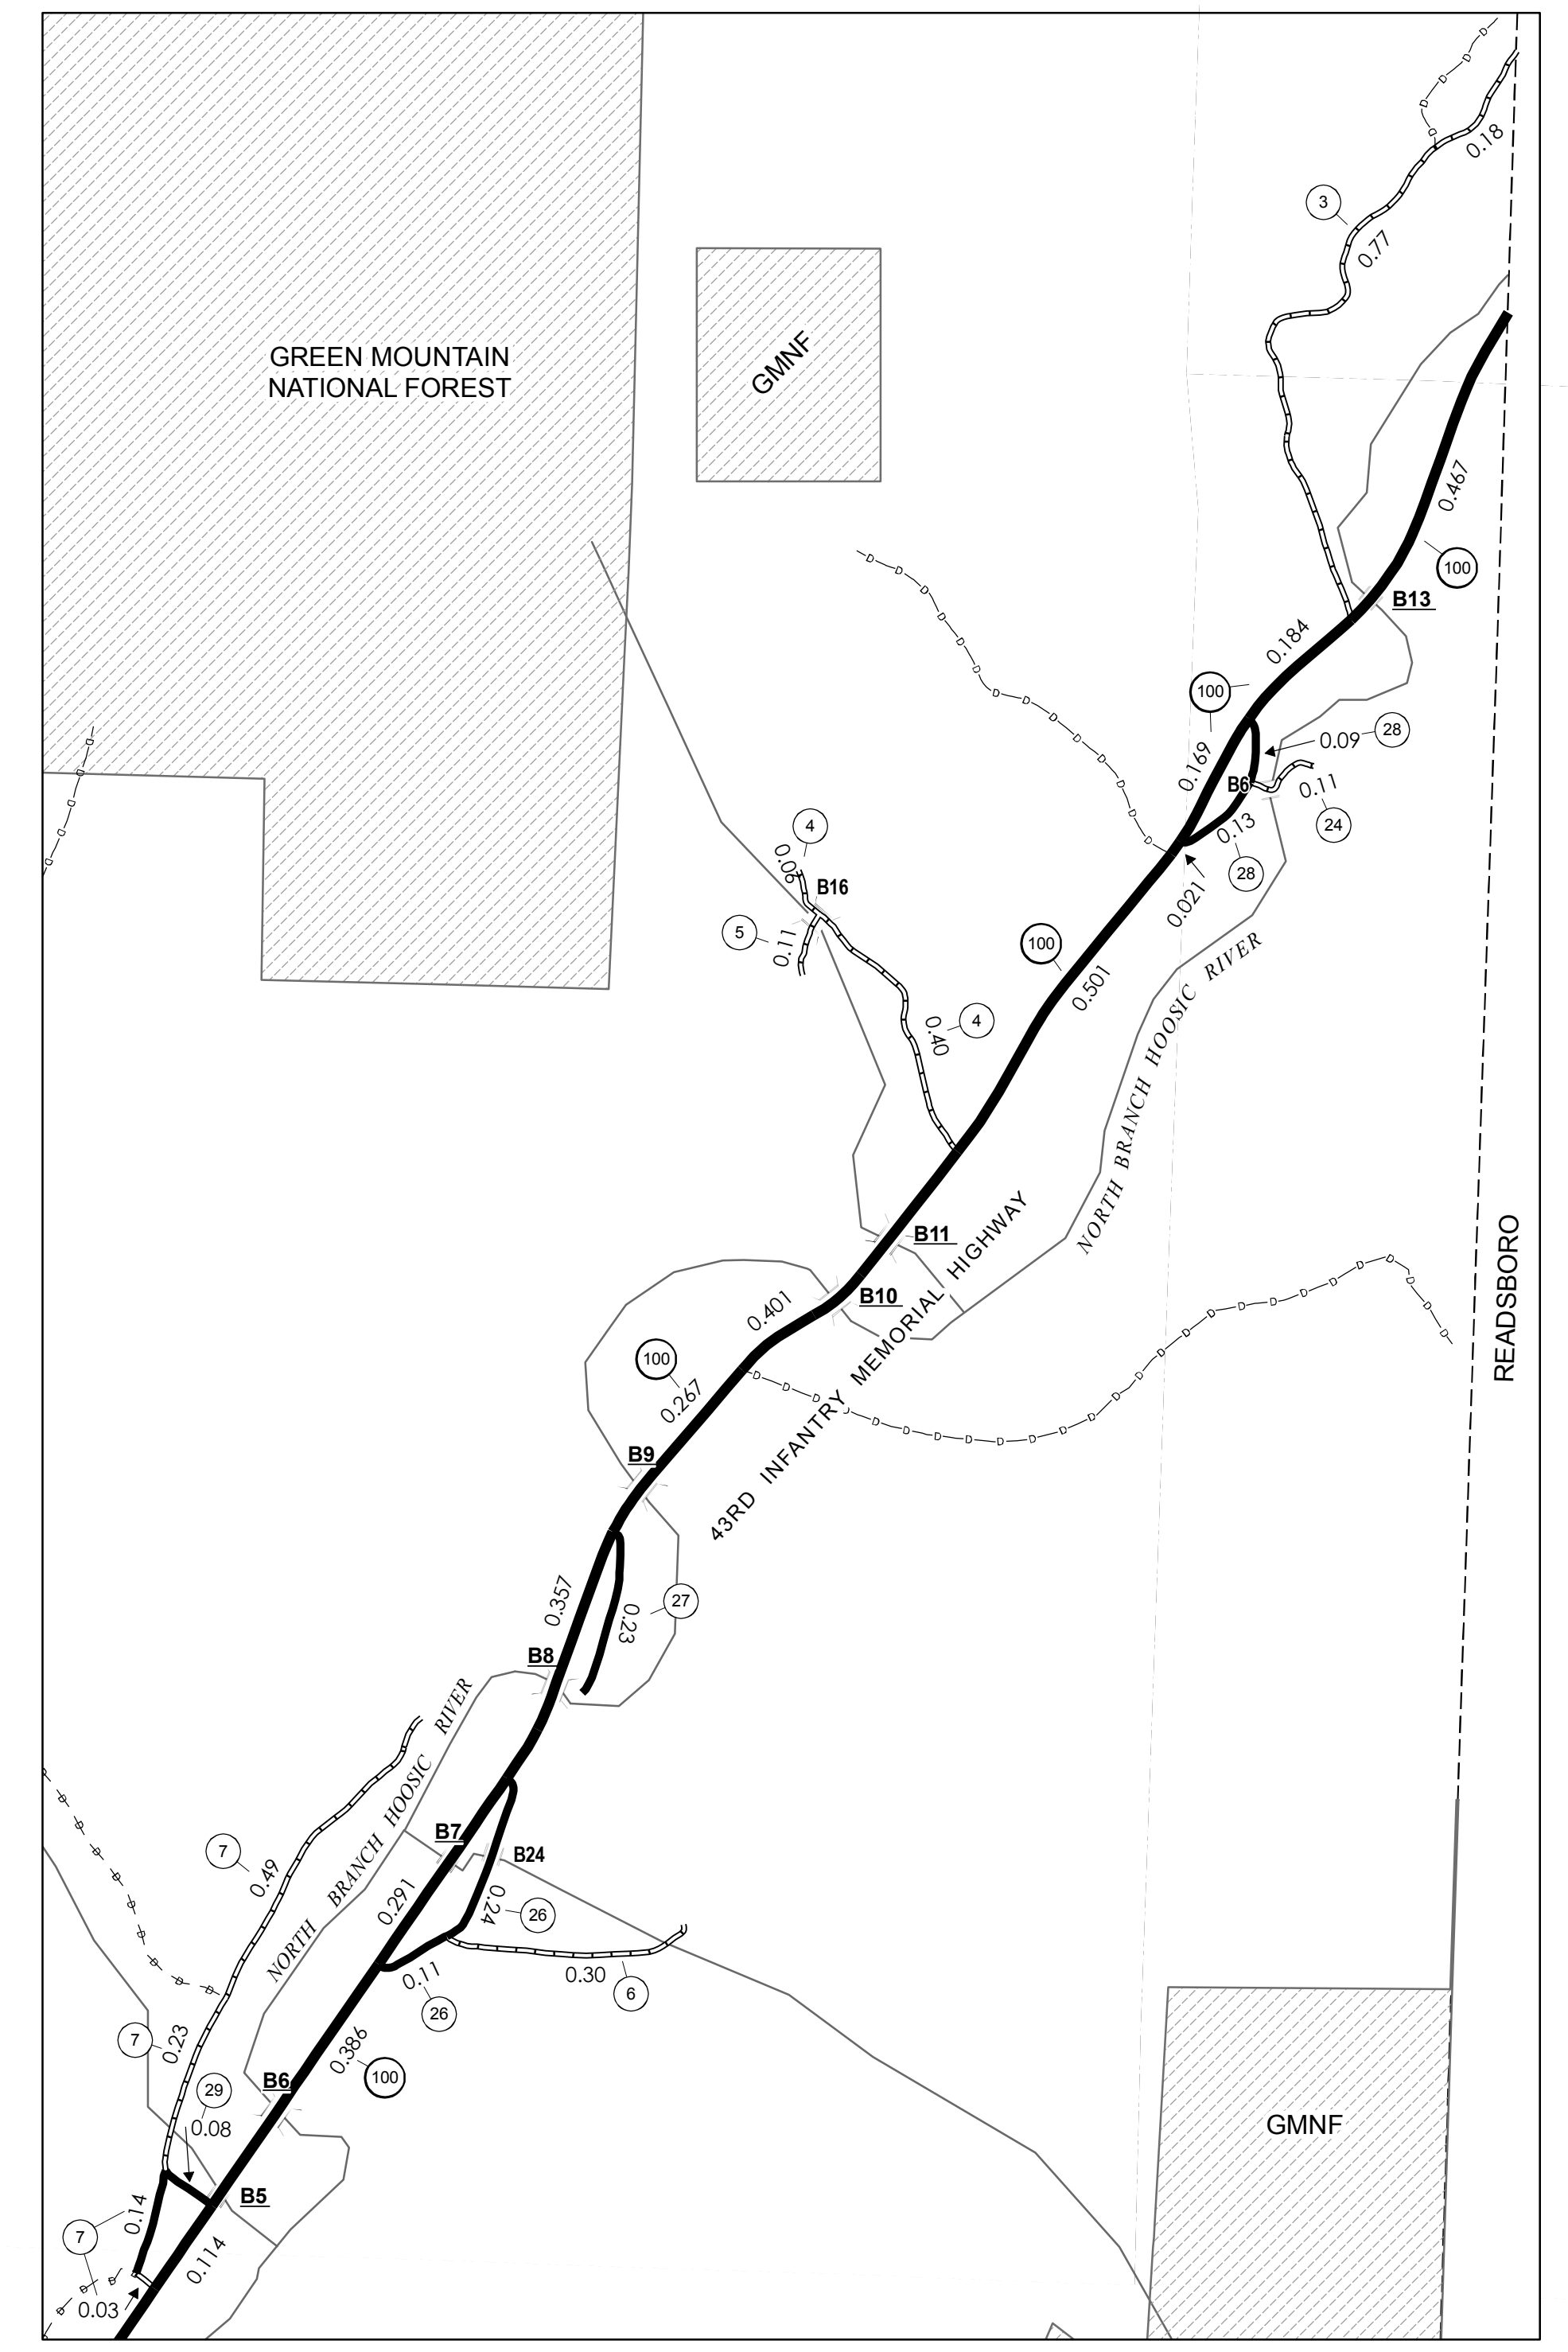 0.18
3
0.77
GREEN MOUNTAIN
NATIONAL FOREST
GMNF
0.467
100
B13
0.184
100
0.169
0.09
28
B6
0.11
24
0.13
28
0.021
4
0.06
B16
5
0.11
100
0.501
NORTH BRANCH HOOSIC RIVER
4
0.40
B11
B10
0.401
43RD INFANTRY MEMORIAL HIGHWAY
READSBORO
100
0.267
B9
0.357
27
0.23
B8
NORTH BRANCH HOOSIC RIVER
B7
B24
7
0.49
0.291
0.24
26
0.11
26
0.30
6
7
0.23
0.386
100
B6
29
0.08
GMNF
B5
0.14
7
0.114
0.03
D D D D D
D D D D D
D D D D D D D D D D D D D
D D D D D D D D D D D D D D D D D D D D D D D
D D D D D D D D D
D D D D